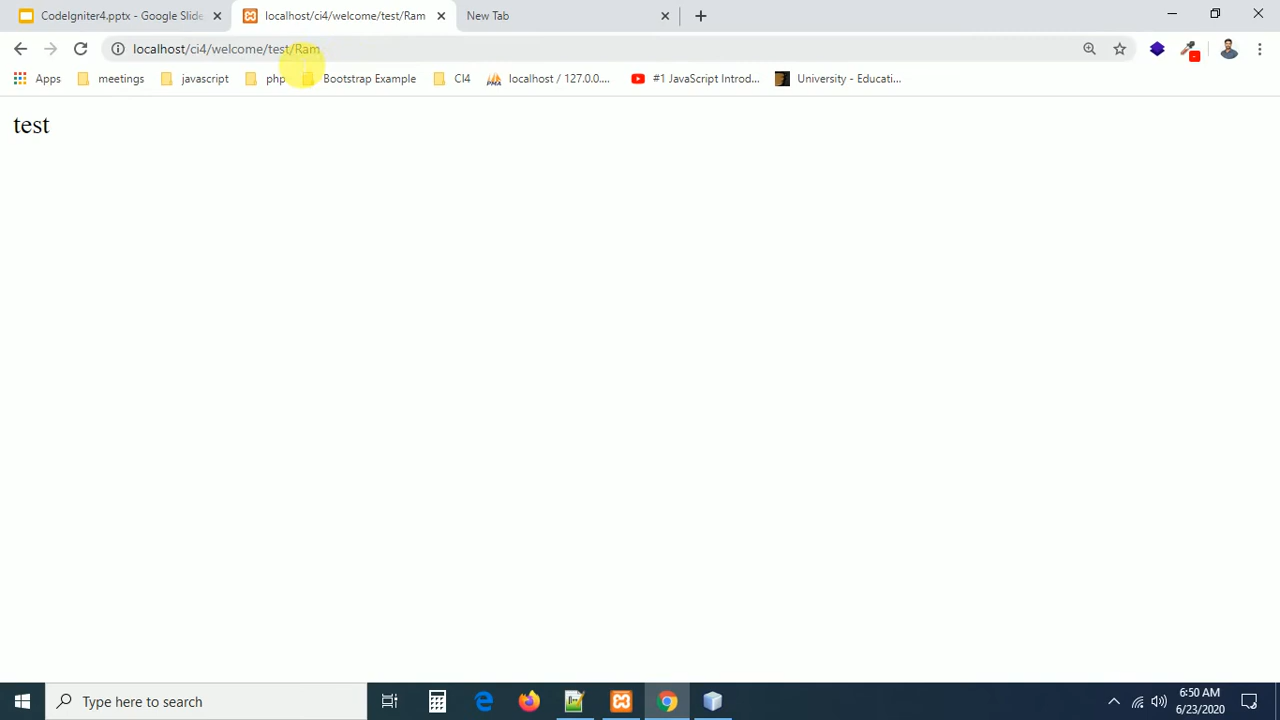 CodeIgniter4.pptx - Google Slide
localhost/ci4/welcome/test/Ram
New Tab
localhost/ci4/welcome/test/Ram
Apps
meetings
javascript
php
Bootstrap Example
CI4
localhost / 127.0.0....
#1 JavaScript Introd...
University - Educati...
test
Type here to search
6:50 AM
6/23/2020